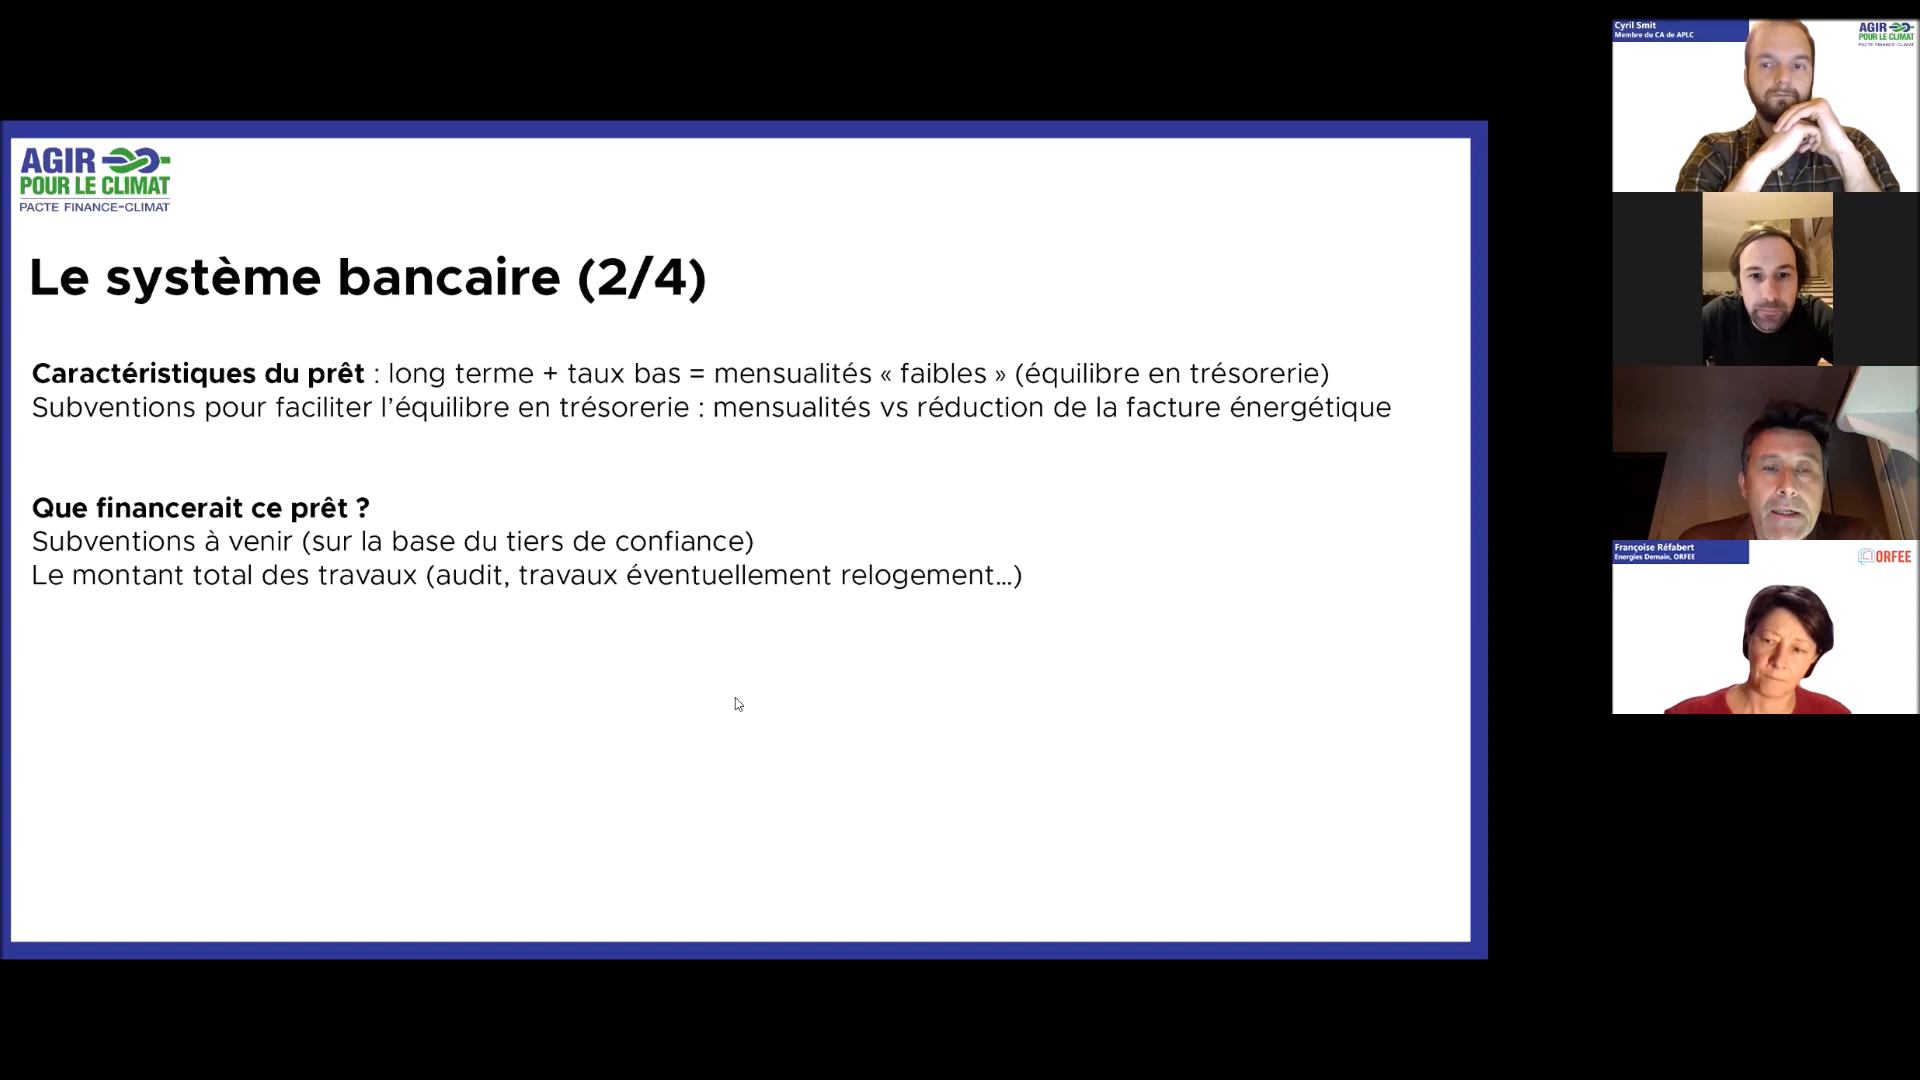 AGIR
POUR LE CLIMAT
PACTE FINANCE-CLIMAT
Le système bancaire (2/4)
Caractéristiques du prêt : long terme + taux bas = mensualités « faibles » (équilibre en trésorerie)
Subventions pour faciliter l’équilibre en trésorerie : mensualités vs réduction de la facture énergétique
Que financerait ce prêt ?
Subventions à venir (sur la base du tiers de confiance)
Le montant total des travaux (audit, travaux éventuellement relogement…)
Cyril Smit
Membre du CA de APLC
AGIR
POUR LE CLIMAT
PACTE FINANCE-CLIMAT
Françoise Réfabert
Energies Demain, ORFEE
ORFEE